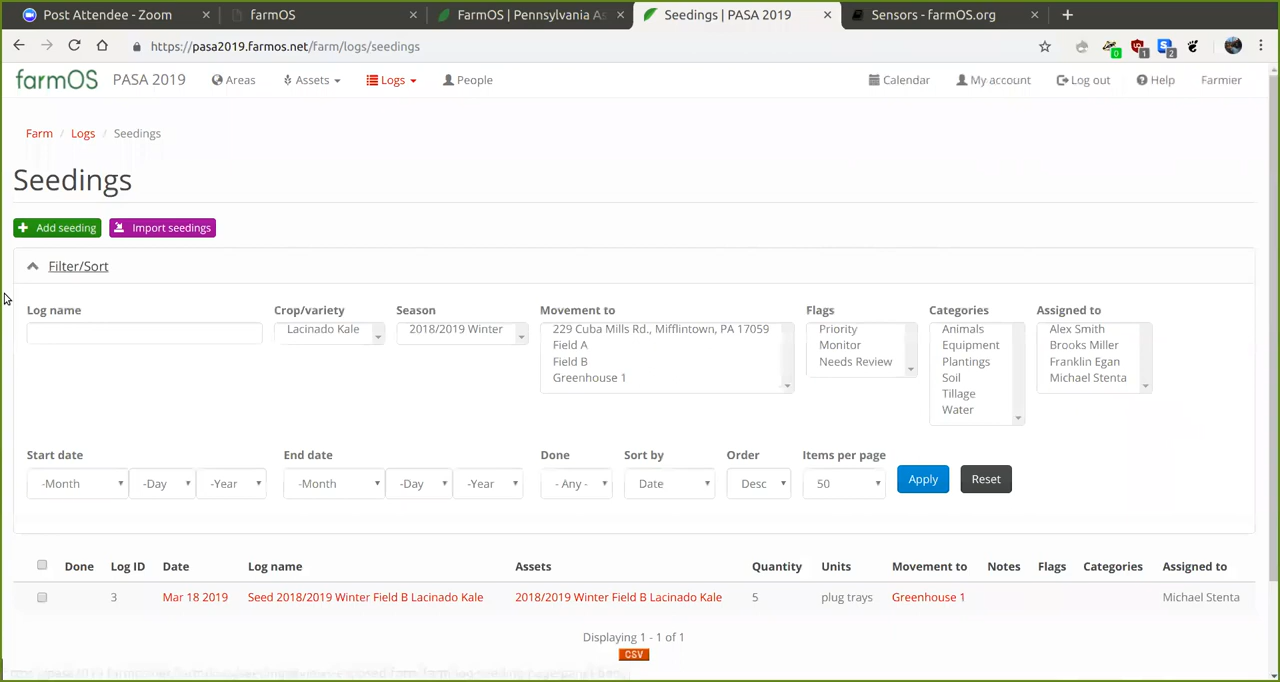 Post Attendee - Zoom
farmOS
FarmOS | Pennsylvania As
Seedings | PASA 2019
Sensors - farmOS.org
https://pasa2019.farmos.net/farm/logs/seedings
0
1
2
farmOS PASA 2019 Areas Assets Logs People Calendar My account Log out Help Farmier
Farm / Logs / Seedings
Seedings
Add seeding Import seedings
Filter/Sort
Log name Crop/variety Season Movement to Flags Categories Assigned to
Lacinado Kale
2018/2019 Winter
229 Cuba Mills Rd., Mifflintown, PA 17059
Field A
Field B
Greenhouse 1
Priority
Monitor
Needs Review
Animals
Equipment
Plantings
Soil
Tillage
Water
Alex Smith
Brooks Miller
Franklin Egan
Michael Stenta
Start date End date Done Sort by Order Items per page
-Month -Day -Year -Month -Day -Year - Any - Date Desc 50 Apply Reset
Done Log ID Date Log name Assets Quantity Units Movement to Notes Flags Categories Assigned to
3 Mar 18 2019 Seed 2018/2019 Winter Field B Lacinado Kale 2018/2019 Winter Field B Lacinado Kale 5 plug trays Greenhouse 1 Michael Stenta
Displaying 1 - 1 of 1
CSV